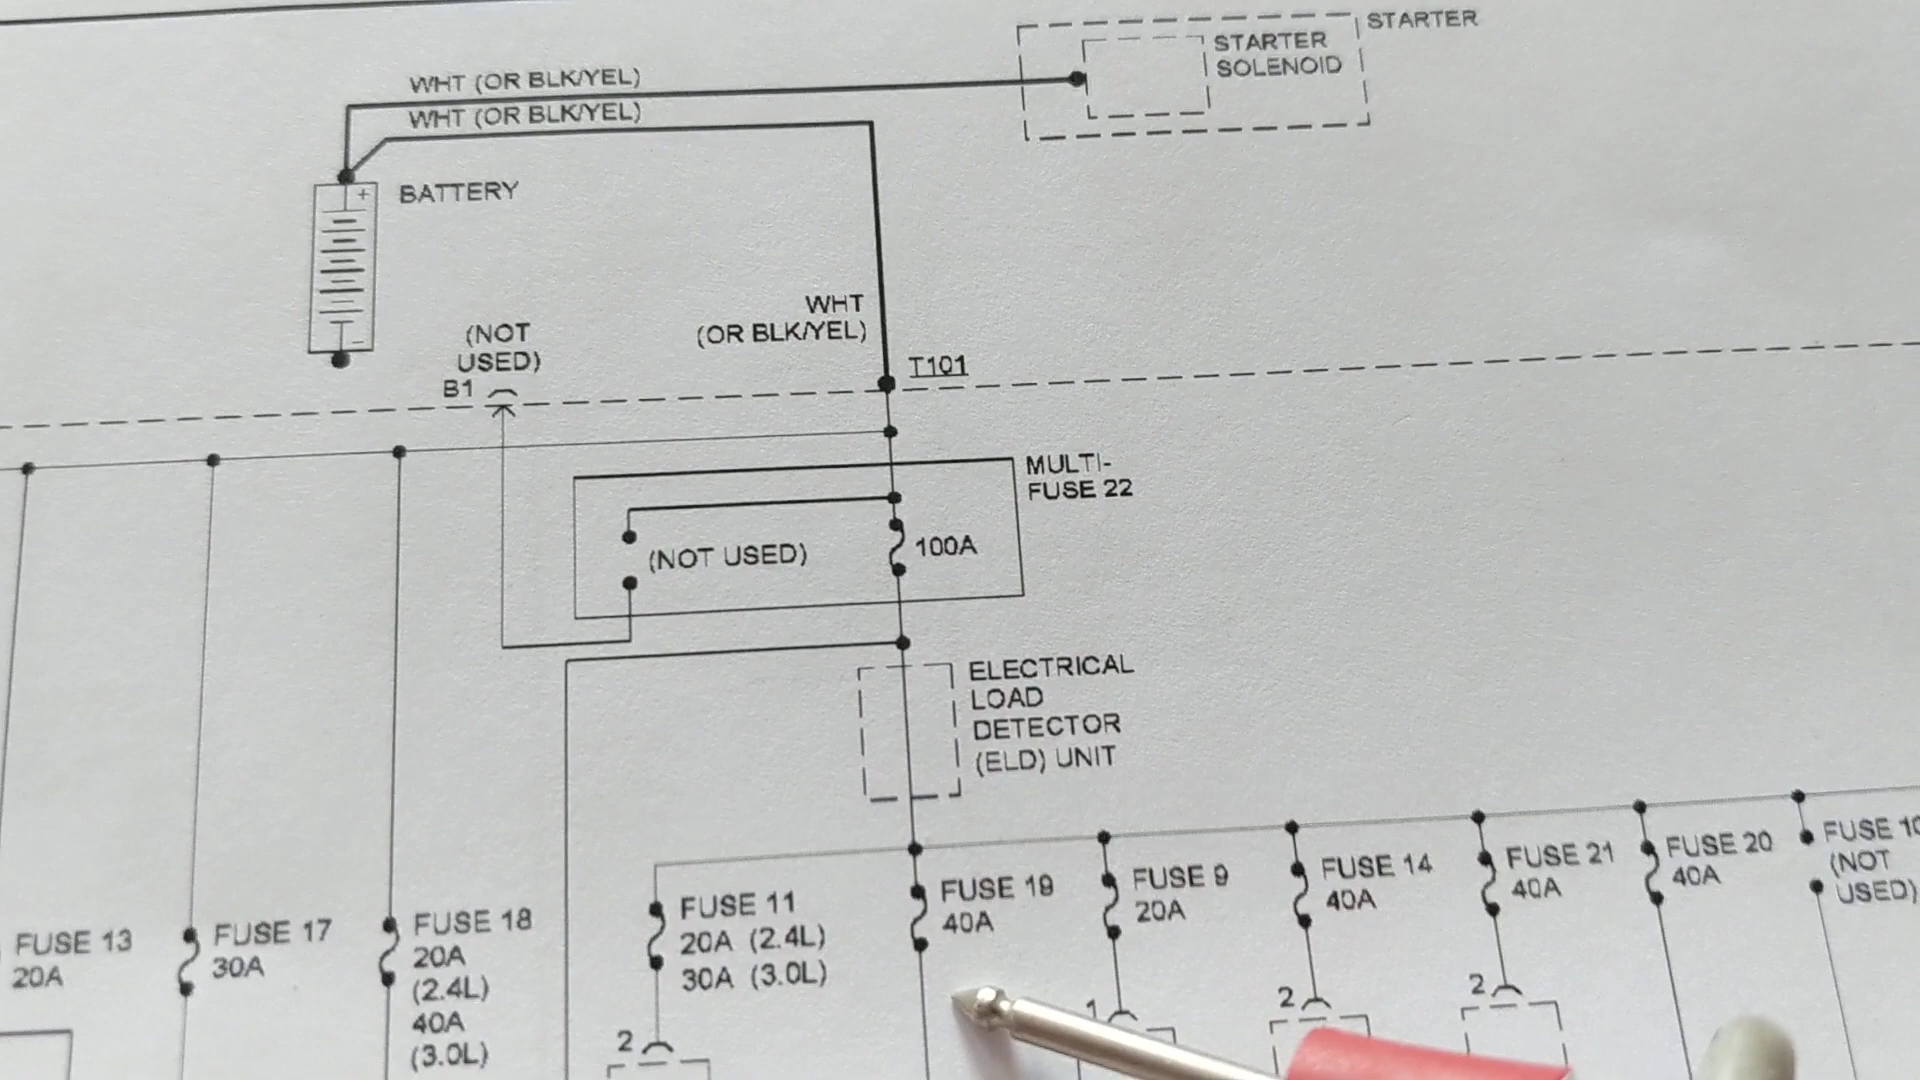 STARTER
STARTER
SOLENOID
WHT (OR BLK/YEL)
WHT (OR BLK/YEL)
+
BATTERY
-
WHT
(OR BLK/YEL)
(NOT
USED)
B1
T101
MULTI-
FUSE 22
(NOT USED)
100A
ELECTRICAL
LOAD
DETECTOR
(ELD) UNIT
FUSE 13
20A
FUSE 17
30A
FUSE 18
20A
(2.4L)
40A
(3.0L)
FUSE 11
20A (2.4L)
30A (3.0L)
2
FUSE 19
40A
FUSE 9
20A
1
FUSE 14
40A
2
FUSE 21
40A
2
FUSE 20
40A
FUSE 10
(NOT
USED)